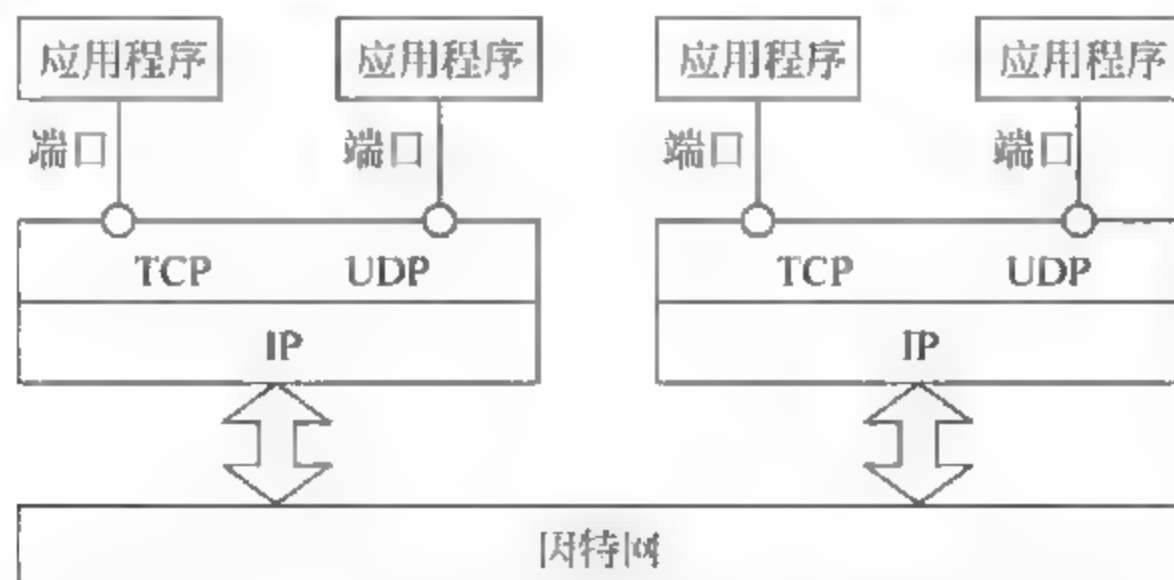 应用程序 应用程序 应用程序 应用程序
端口 端口 端口 端口
TCP UDP TCP UDP
IP IP
因特网